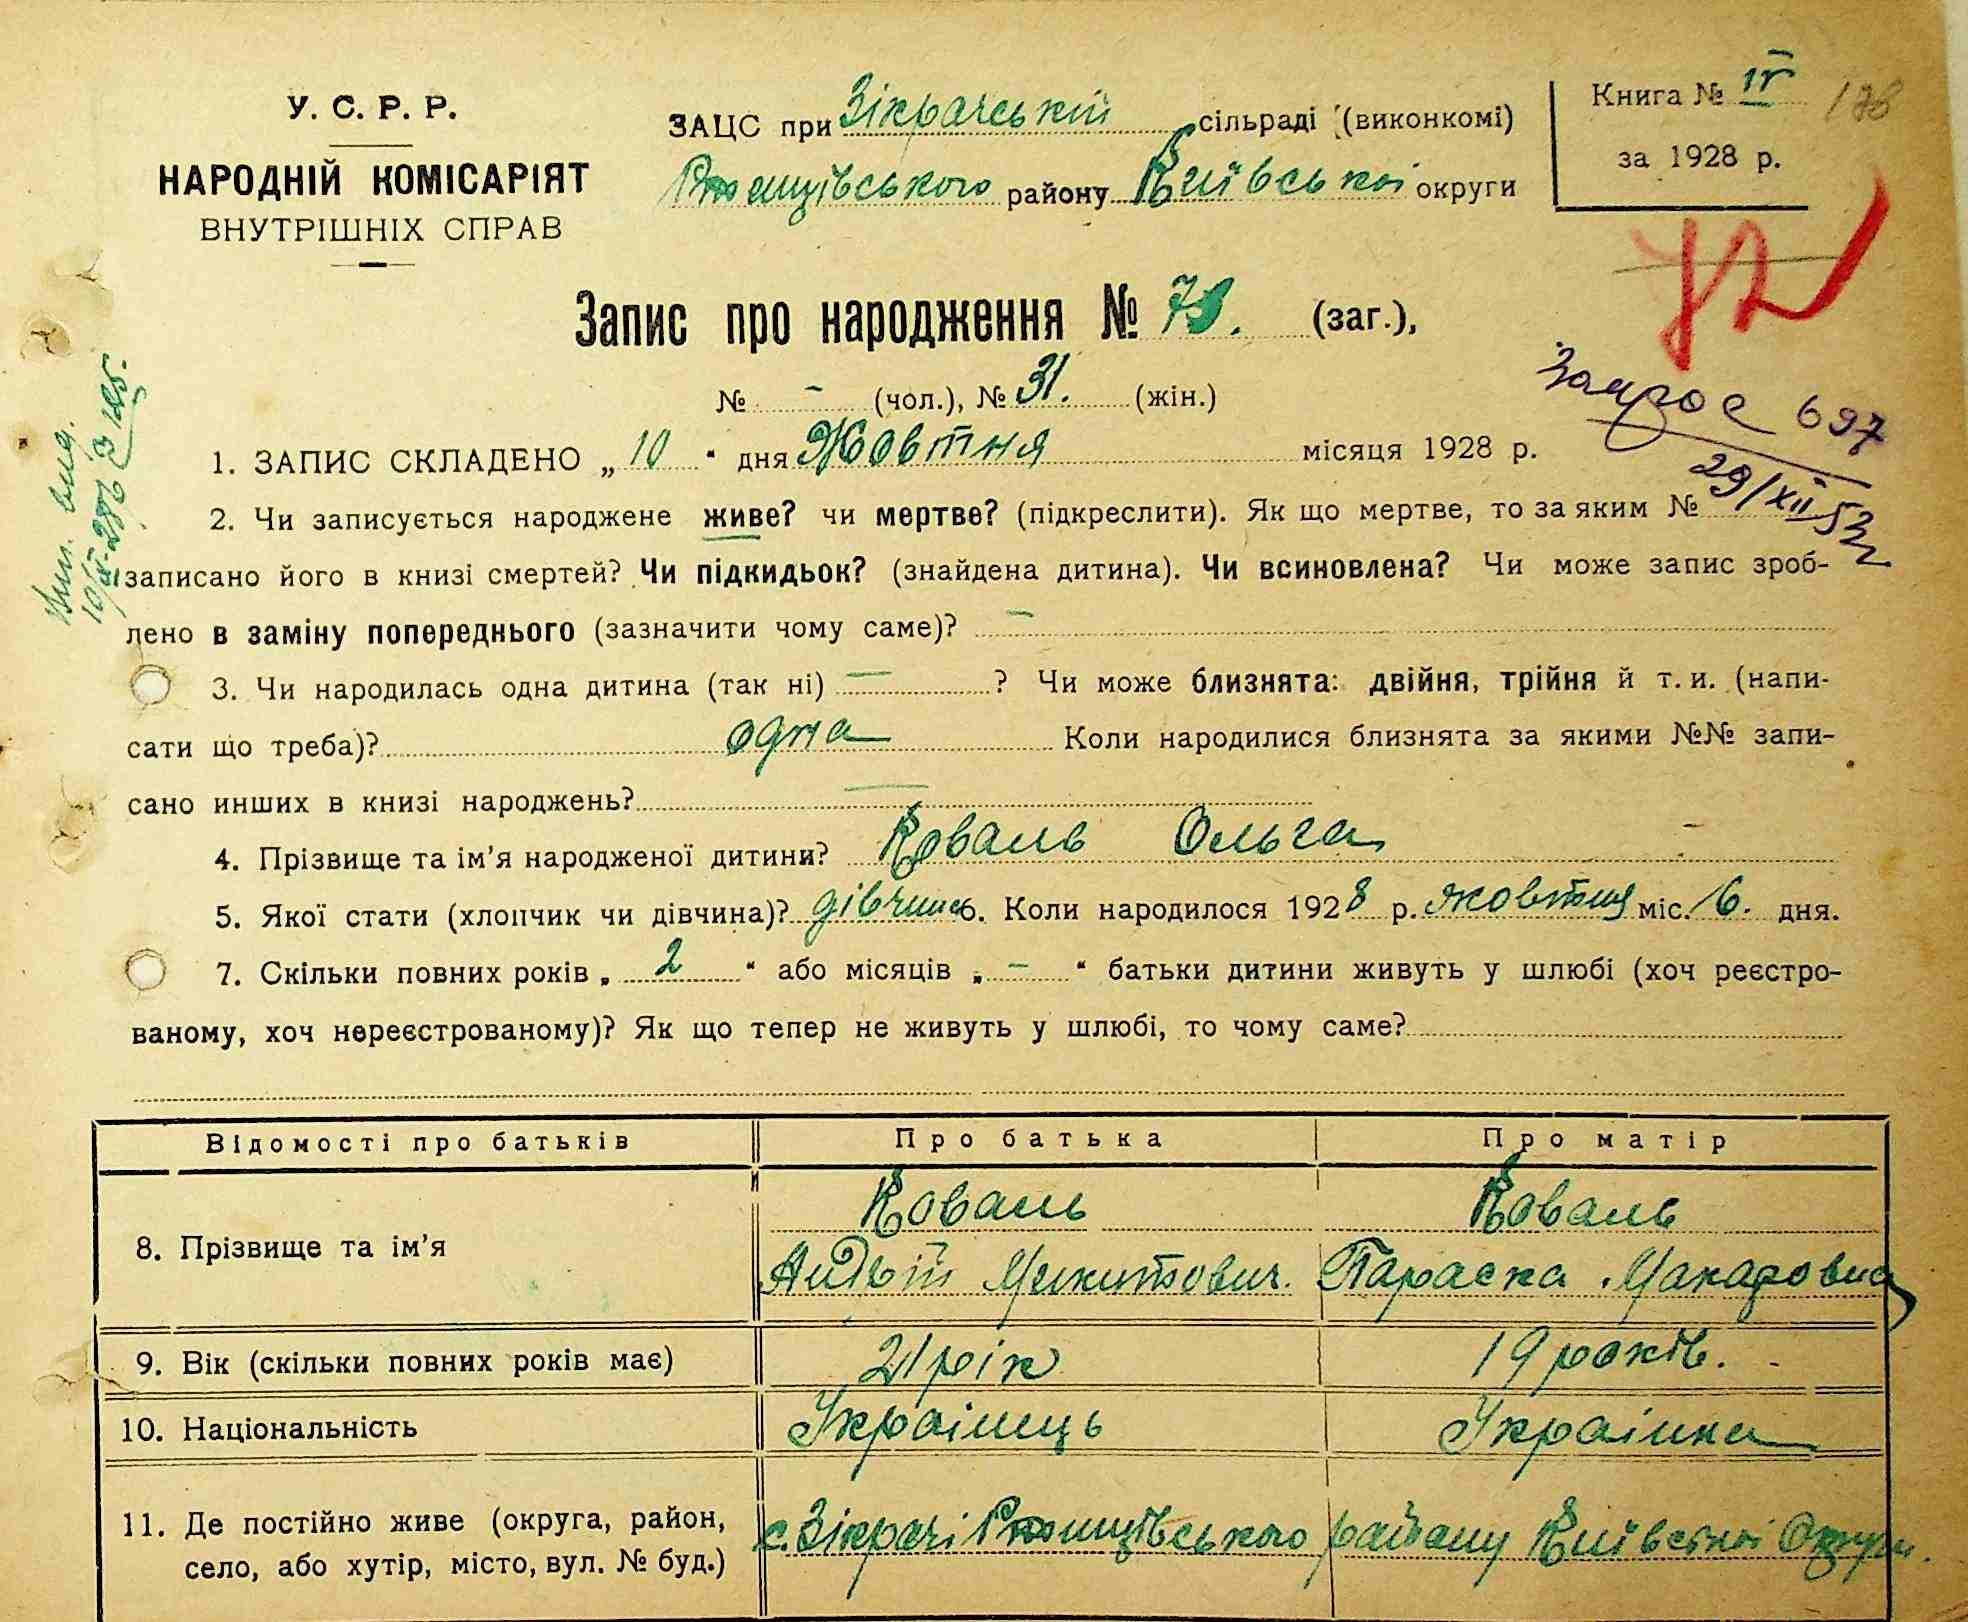 У. С. Р. Р.
НАРОДНІЙ КОМІСАРІЯТ
ВНУТРІШНІХ СПРАВ
ЗАЦС при Зікрачській сільраді (виконкомі)
Ржищівського району Київської округи
Книга № IV 178
за 1928 р.
Запис про народження № (заг.),
№ - (чол.), № 31. (жін.)
Запрос 697
29/XII 53
1. ЗАПИС СКЛАДЕНО „ 10 “ дня Жовтня місяця 1928 р.
2. Чи записується народжене живе? чи мертве? (підкреслити). Як що мертве, то за яким №
записано його в книзі смертей? Чи підкидьок? (знайдена дитина). Чи всиновлена? Чи може запис зроб-
лено в заміну попереднього (зазначити чому саме)? —
3. Чи народилась одна дитина (так ні) — ? Чи може близнята: двійня, трійня й т. и. (напи-
сати що треба)? одна Коли народилися близнята за якими №№ запи-
сано инших в книзі народжень? —
4. Прізвище та ім'я народженої дитини? Коваль Ольга
5. Якої стати (хлопчик чи дівчина)? дівчина 6. Коли народилося 1928 р. жовтня міс. 6. дня.
7. Скільки повних років „ 2 “ або місяців „ - “ батьки дитини живуть у шлюбі (хоч реєстро-
ваному, хоч нереєстрованому)? Як що тепер не живуть у шлюбі, то чому саме?
Відомості про батьків Про батька Про матір
8. Прізвище та ім'я Коваль Андрій Микитович. Коваль Параска Макаровна
9. Вік (скільки повних років має) 21 рік 19 років.
10. Національність Українець Українка
11. Де постійно живе (округа, район,
село, або хутір, місто, вул. № буд.)
с. Зікрачі Ржищівського району Київської Округи.